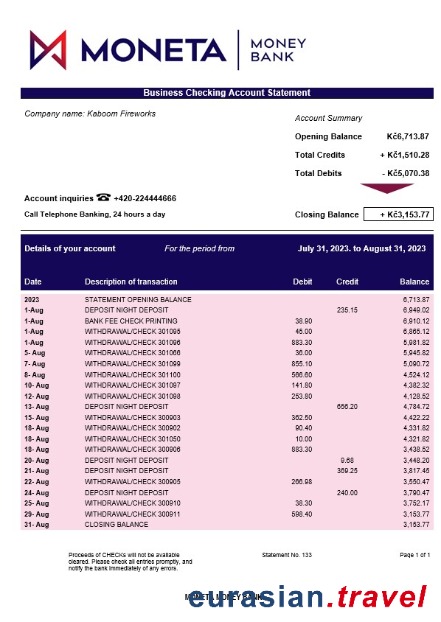 MONETA MONEY BANK
Business Checking Account Statement
Company name: Kaboom Fireworks
Account Summary
Opening Balance Kč6,713.87
Total Credits + Kč1,510.28
Total Debits - Kč5,070.38
Account inquiries ☎ +420-224444666
Call Telephone Banking, 24 hours a day
Closing Balance + Kč3,153.77
Details of your account For the period from July 31, 2023. to August 31, 2023
Date Description of transaction Debit Credit Balance
2023 STATEMENT OPENING BALANCE 6,713.87
1-Aug DEPOSIT NIGHT DEPOSIT 235.15 6,949.02
1-Aug BANK FEE CHECK PRINTING 38.90 6,910.12
1-Aug WITHDRAWAL/CHECK 301095 45.00 6,865.12
1-Aug WITHDRAWAL/CHECK 301096 883.30 5,981.82
5- Aug WITHDRAWAL/CHECK 301066 36.00 5,945.82
7- Aug WITHDRAWAL/CHECK 301099 855.10 5,090.72
8- Aug WITHDRAWAL/CHECK 301100 566.60 4,524.12
10- Aug WITHDRAWAL/CHECK 301097 141.80 4,382.32
12- Aug WITHDRAWAL/CHECK 301098 253.80 4,128.52
13- Aug DEPOSIT NIGHT DEPOSIT 656.20 4,784.72
15- Aug WITHDRAWAL/CHECK 300903 362.50 4,422.22
18- Aug WITHDRAWAL/CHECK 300902 90.40 4,331.82
18- Aug WITHDRAWAL/CHECK 301050 10.00 4,321.82
18- Aug WITHDRAWAL/CHECK 300906 883.30 3,438.52
20- Aug DEPOSIT NIGHT DEPOSIT 9.68 3,448.20
21- Aug DEPOSIT NIGHT DEPOSIT 369.25 3,817.46
22- Aug WITHDRAWAL/CHECK 300905 266.98 3,550.47
24- Aug DEPOSIT NIGHT DEPOSIT 240.00 3,790.47
25- Aug WITHDRAWAL/CHECK 300910 38.30 3,752.17
29- Aug WITHDRAWAL/CHECK 300911 598.40 3,153.77
31- Aug CLOSING BALANCE 3,153.77
Proceeds of CHECKs will not be available Statement No. 133 Page 1 of 1
cleared. Please check all entries promptly, and
notify the bank immediately of any errors.
MONETA MONEY BANK
eurasian.travel